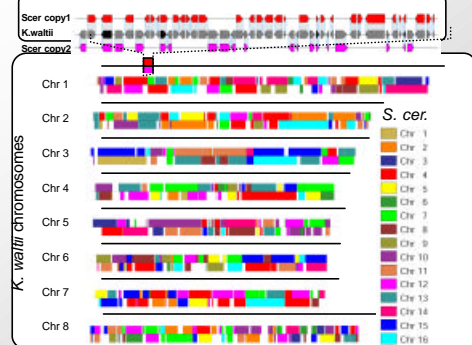 Scer copy1
K.waltii
Scer copy2
K. waltii chromosomes
Chr 1
Chr 2
Chr 3
Chr 4
Chr 5
Chr 6
Chr 7
Chr 8
S. cer.
Chr 1
Chr 2
Chr 3
Chr 4
Chr 5
Chr 6
Chr 7
Chr 8
Chr 9
Chr 10
Chr 11
Chr 12
Chr 13
Chr 14
Chr 15
Chr 16